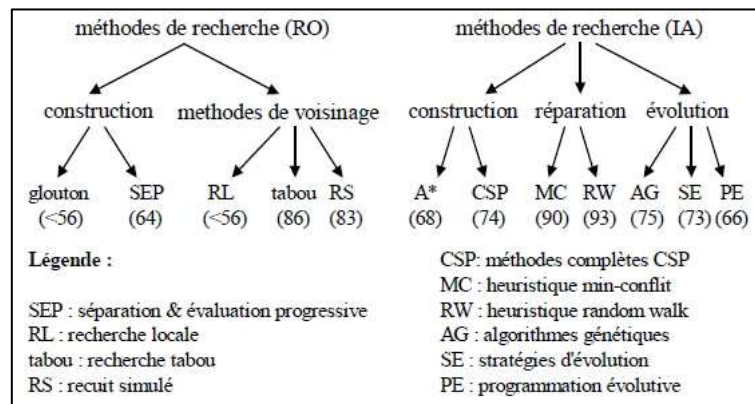 méthodes de recherche (RO) méthodes de recherche (IA)
construction methodes de voisinage construction réparation évolution
glouton SEP RL tabou RS A* CSP MC RW AG SE PE
(<56) (64) (<56) (86) (83) (68) (74) (90) (93) (75) (73) (66)
Légende :
SEP : séparation & évaluation progressive
RL : recherche locale
tabou : recherche tabou
RS : recuit simulé
CSP: méthodes complètes CSP
MC : heuristique min-conflit
RW : heuristique random walk
AG : algorithmes génétiques
SE : stratégies d'évolution
PE : programmation évolutive